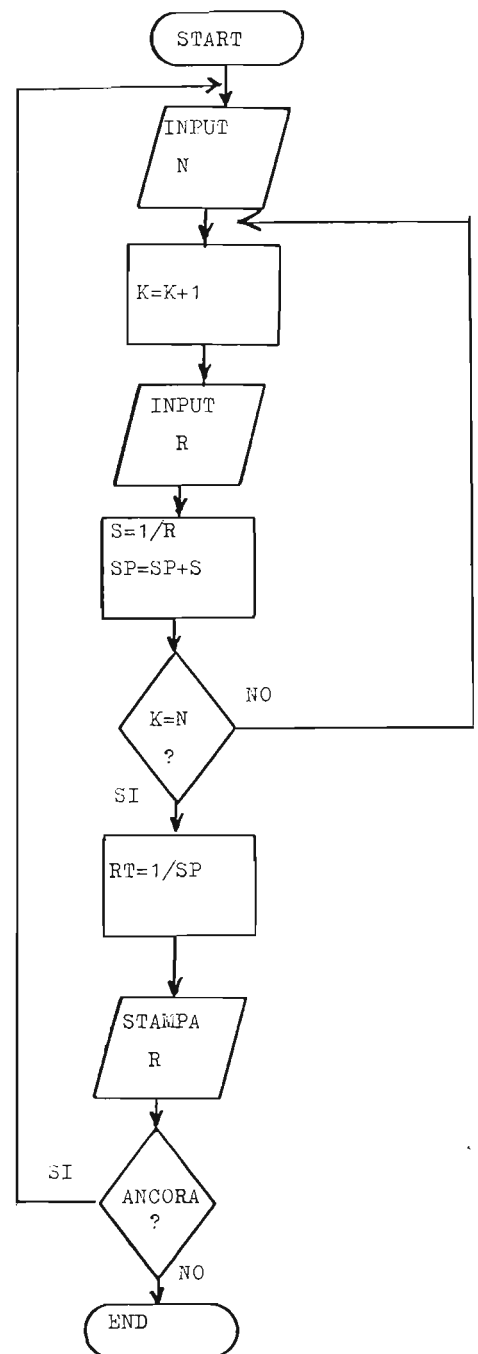 START
INPUT
N
K=K+1
INPUT
R
S=1/R
SP=SP+S
K=N
?
NO
SI
RT=1/SP
STAMPA
R
ANCORA
?
SI
NO
END